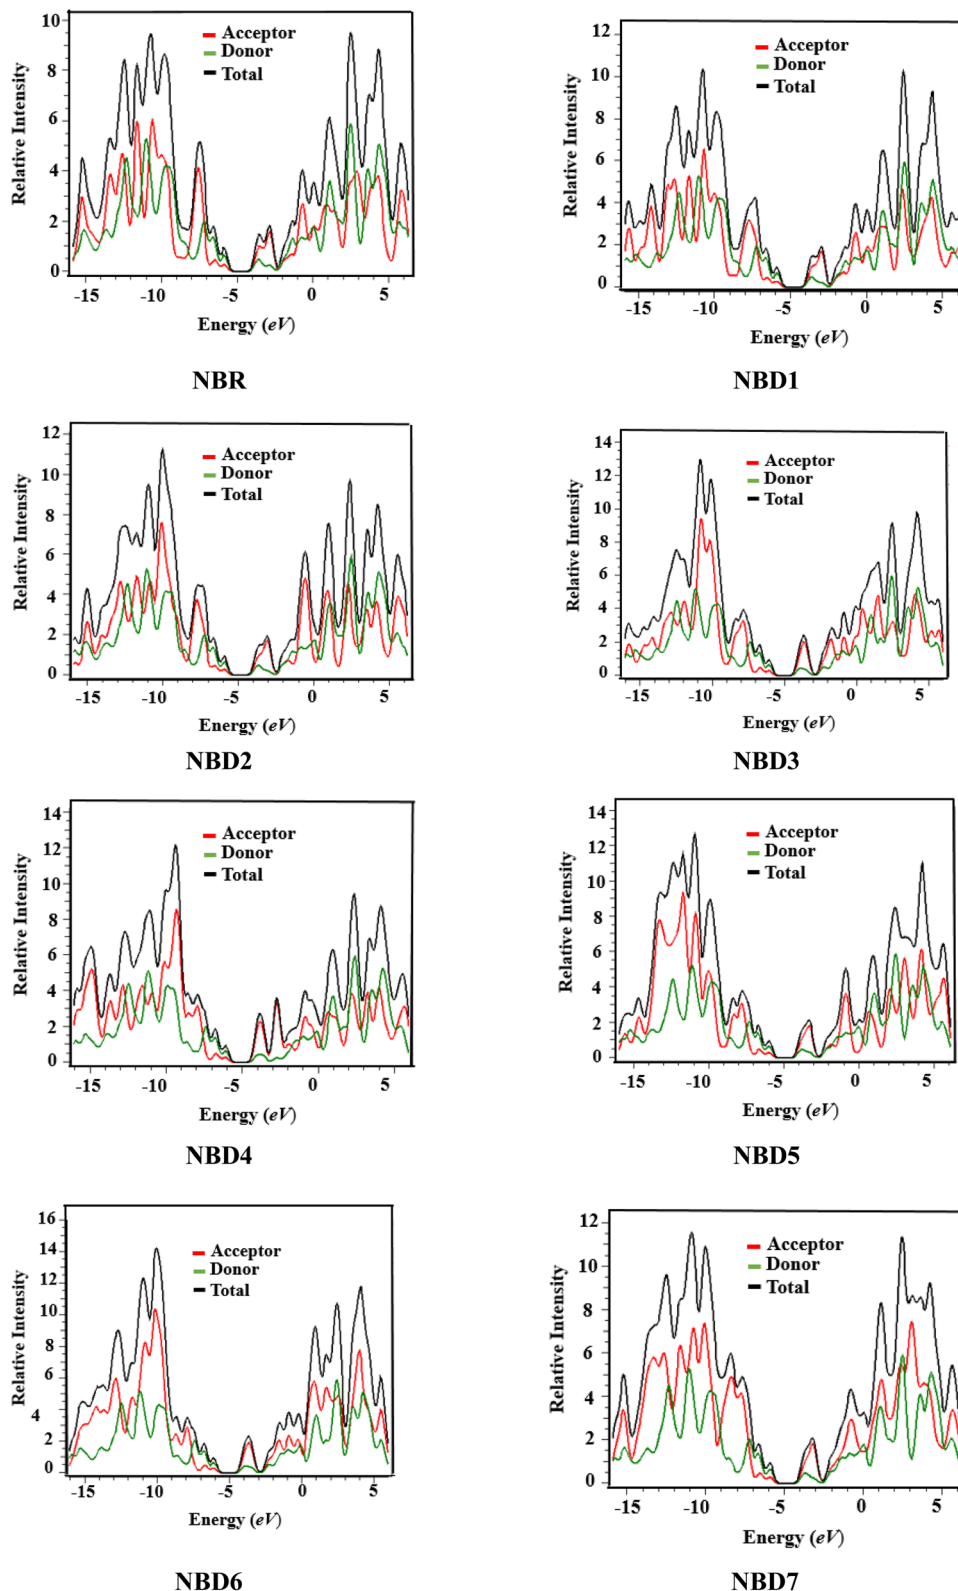 10
8
6
4
2
0
Relative Intensity
Acceptor
Donor
Total
-15 -10 -5 0 5
Energy (eV)
NBR
12
10
8
6
4
2
0
Relative Intensity
Acceptor
Donor
Total
-15 -10 -5 0 5
Energy (eV)
NBD1
12
10
8
6
4
2
0
Relative Intensity
Acceptor
Donor
Total
-15 -10 -5 0 5
Energy (eV)
NBD2
14
12
10
8
6
4
2
0
Relative Intensity
Acceptor
Donor
Total
-15 -10 -5 0 5
Energy (eV)
NBD3
14
12
10
8
6
4
2
0
Relative Intensity
Acceptor
Donor
Total
-15 -10 -5 0 5
Energy (eV)
NBD4
14
12
10
8
6
4
2
0
Relative Intensity
Acceptor
Donor
Total
-15 -10 -5 0 5
Energy (eV)
NBD5
16
14
12
10
8
6
4
2
0
Relative Intensity
Acceptor
Donor
Total
-15 -10 -5 0 5
Energy (eV)
NBD6
12
10
8
6
4
2
0
Relative Intensity
Acceptor
Donor
Total
-15 -10 -5 0 5
Energy (eV)
NBD7